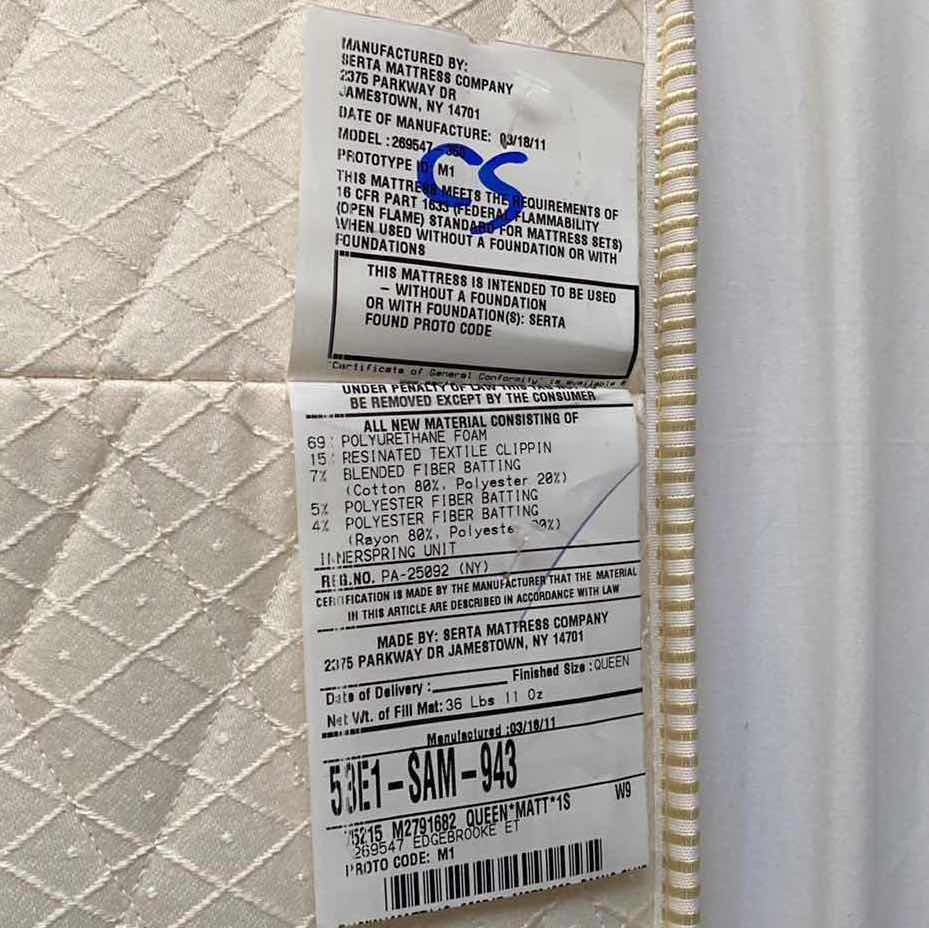 MANUFACTURED BY:
SERTA MATTRESS COMPANY
2375 PARKWAY DR
JAMESTOWN, NY 14701
DATE OF MANUFACTURE: 03/18/11
MODEL :269547-
PROTOTYPE ID M1
CS
THIS MATTRESS MEETS THE REQUIREMENTS OF
16 CFR PART 1633 (FEDERAL FLAMMABILITY
(OPEN FLAME) STANDARD FOR MATTRESS SETS)
WHEN USED WITHOUT A FOUNDATION OR WITH
FOUNDATIONS
THIS MATTRESS IS INTENDED TO BE USED
– WITHOUT A FOUNDATION
OR WITH FOUNDATION(S): SERTA
FOUND PROTO CODE
Certificate of General Conformity, is available
UNDER PENALTY OF LAW THIS
BE REMOVED EXCEPT BY THE CONSUMER
ALL NEW MATERIAL CONSISTING OF
69 POLYURETHANE FOAM
15 RESINATED TEXTILE CLIPPIN
7% BLENDED FIBER BATTING
(Cotton 80%, Polyester 20%)
5% POLYESTER FIBER BATTING
4% POLYESTER FIBER BATTING
(Rayon 80%, Polyeste 20%)
INNERSPRING UNIT
REG.NO. PA-25092 (NY)
CERTIFICATION IS MADE BY THE MANUFACTURER THAT THE MATERIAL
IN THIS ARTICLE ARE DESCRIBED IN ACCORDANCE WITH LAW
MADE BY: SERTA MATTRESS COMPANY
2375 PARKWAY DR JAMESTOWN, NY 14701
Date of Delivery : Finished Size :QUEEN
Net Wt. of Fill Mat: 36 Lbs 11 Oz
Manufactured :03/18/11
53E1-SAM-943
75215 M2791682 QUEEN*MATT*1S W9
269547 EDGEBROOKE ET
PROTO CODE: M1